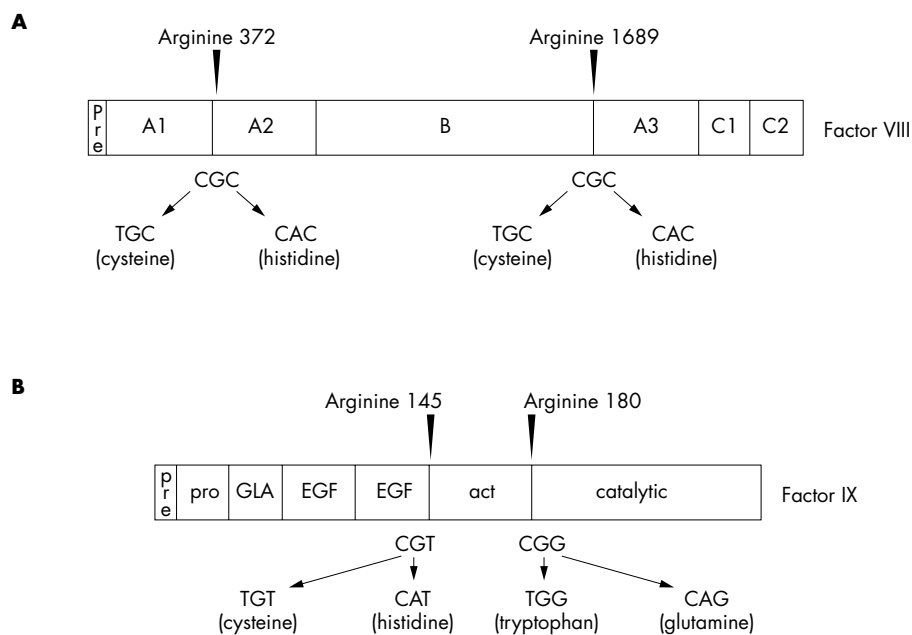 A
Arginine 372 Arginine 1689
Pre A1 A2 B A3 C1 C2 Factor VIII
CGC CGC
TGC CAC TGC CAC
(cysteine) (histidine) (cysteine) (histidine)
B
Arginine 145 Arginine 180
pre pro GLA EGF EGF act catalytic Factor IX
CGT CGG
TGT CAT TGG CAG
(cysteine) (histidine) (tryptophan) (glutamine)